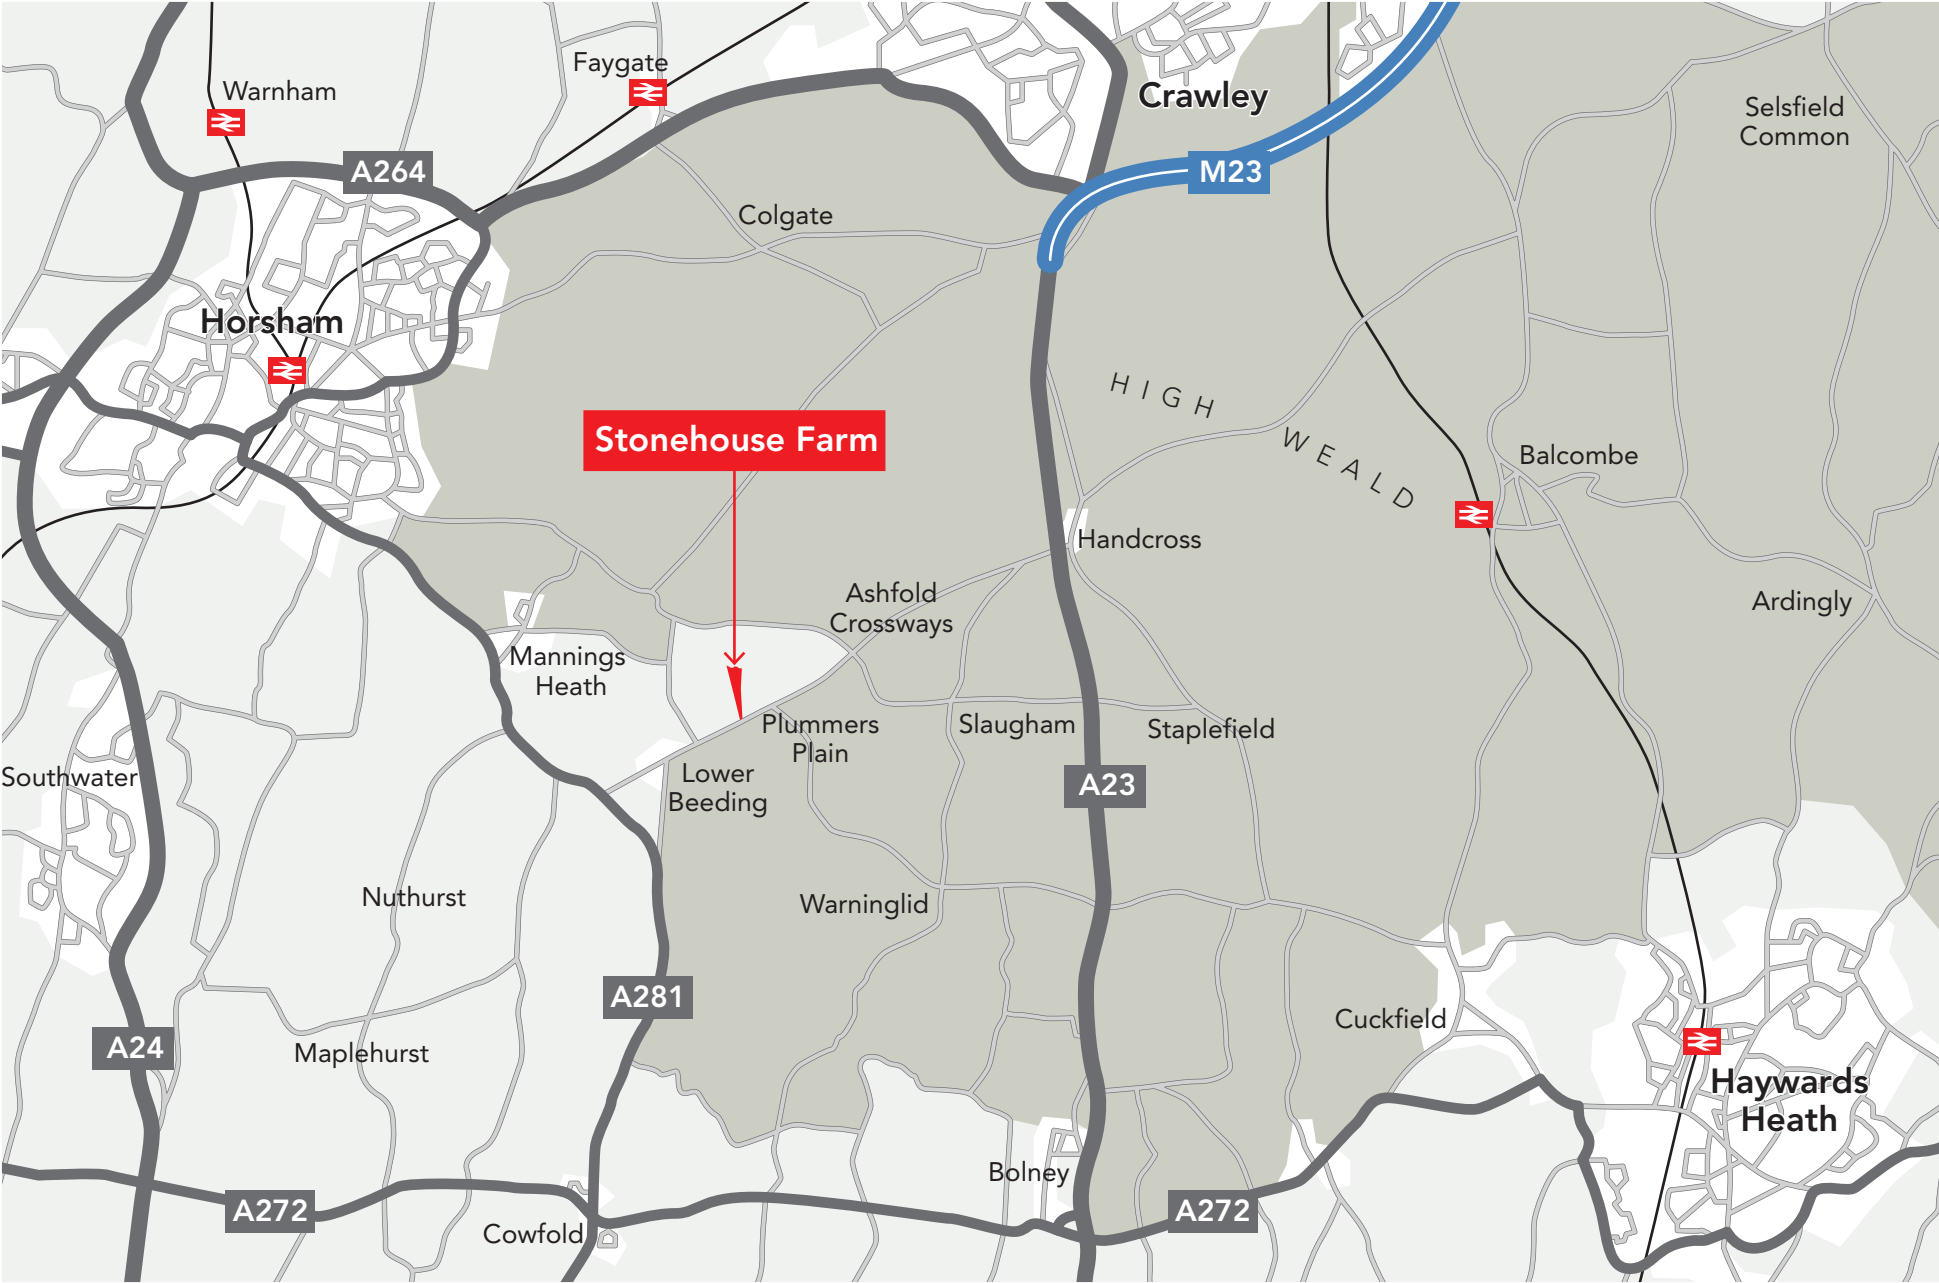 Faygate
Warnham
Crawley
Selsfield
Common
A264
M23
Colgate
Horsham
HIGH
WEALD
Stonehouse Farm
Balcombe
Handcross
Ashfold
Crossways
Ardingly
Mannings
Heath
Plummers
Plain
Slaugham
Staplefield
Southwater
Lower
Beeding
A23
Nuthurst
Warninglid
A281
Cuckfield
A24
Maplehurst
Haywards
Heath
Bolney
A272
A272
Cowfold